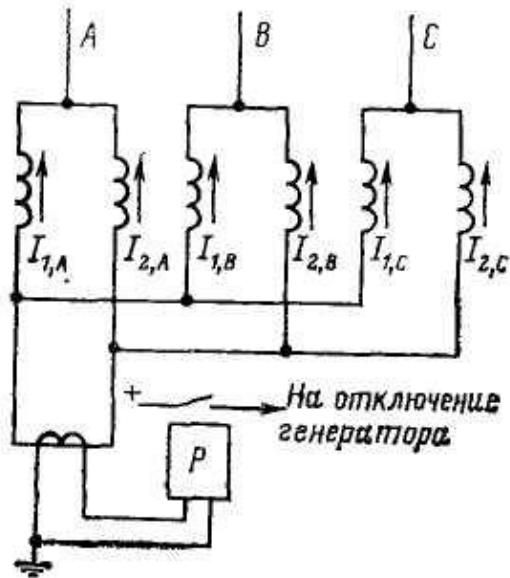 А В С
I₁,А I₂,А I₁,В I₂,В I₁,С I₂,С
+ На отключение
генератора
Р